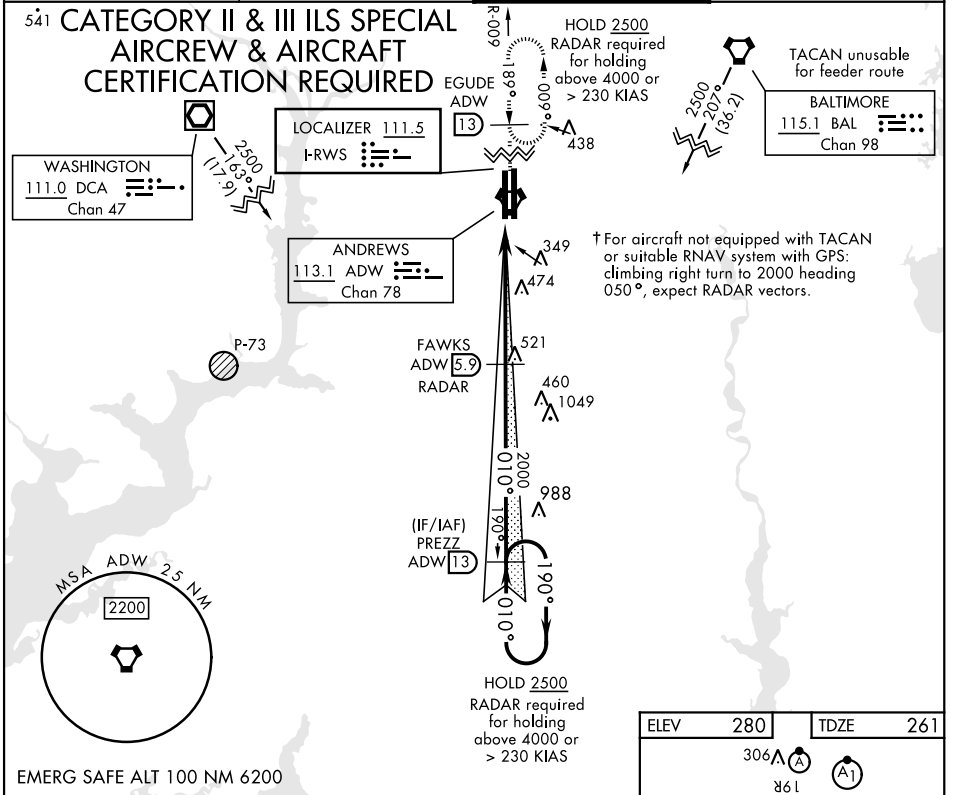 541 CATEGORY II & III ILS SPECIAL
AIRCREW & AIRCRAFT
CERTIFICATION REQUIRED
R-009
189°
009°
HOLD 2500
RADAR required
for holding
above 4000 or
> 230 KIAS
EGUDE
ADW
13
438
TACAN unusable
for feeder route
2500
207°
(36.2)
BALTIMORE
115.1 BAL
Chan 98
LOCALIZER 111.5
I-RWS
2500
163°
(17.9)
WASHINGTON
111.0 DCA
Chan 47
ANDREWS
113.1 ADW
Chan 78
349
474
† For aircraft not equipped with TACAN
or suitable RNAV system with GPS:
climbing right turn to 2000 heading
050°, expect RADAR vectors.
P-73
FAWKS
ADW 5.9
RADAR
521
460
1049
2000
010°
988
190°
(IF/IAF)
PREZZ
ADW 13
190°
010°
HOLD 2500
RADAR required
for holding
above 4000 or
> 230 KIAS
MSA ADW 25 NM
2200
EMERG SAFE ALT 100 NM 6200
ELEV 280
TDZE 261
306
A
A1
19R